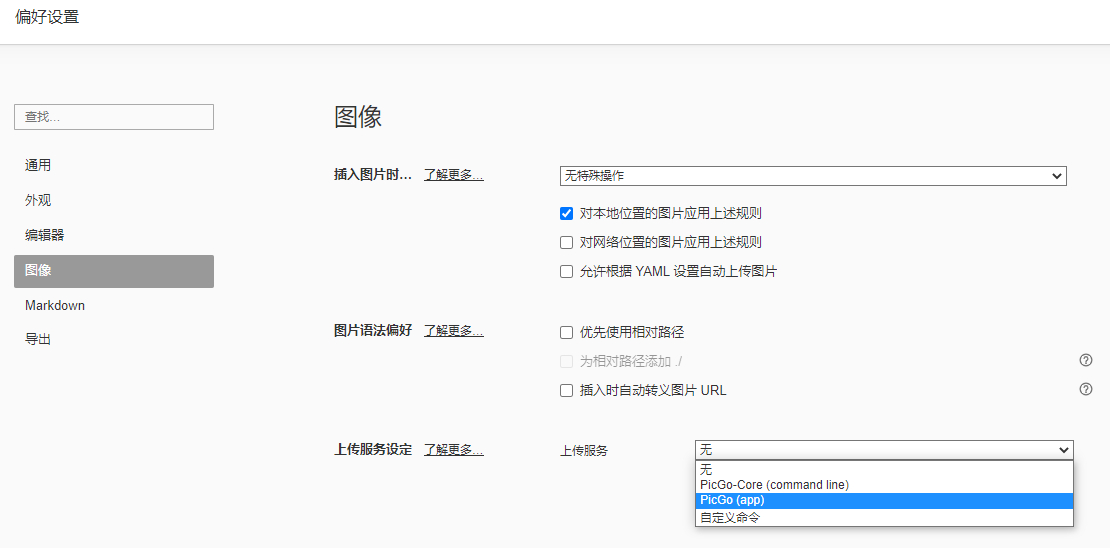 偏好设置
查找...
通用
外观
编辑器
图像
Markdown
导出
图像
插入图片时... 了解更多... 无特殊操作
对本地位置的图片应用上述规则
对网络位置的图片应用上述规则
允许根据 YAML 设置自动上传图片
图片语法偏好 了解更多... 优先使用相对路径
为相对路径添加 ./
插入时自动转义图片 URL
上传服务设定 了解更多... 上传服务 无
无
PicGo-Core (command line)
PicGo (app)
自定义命令